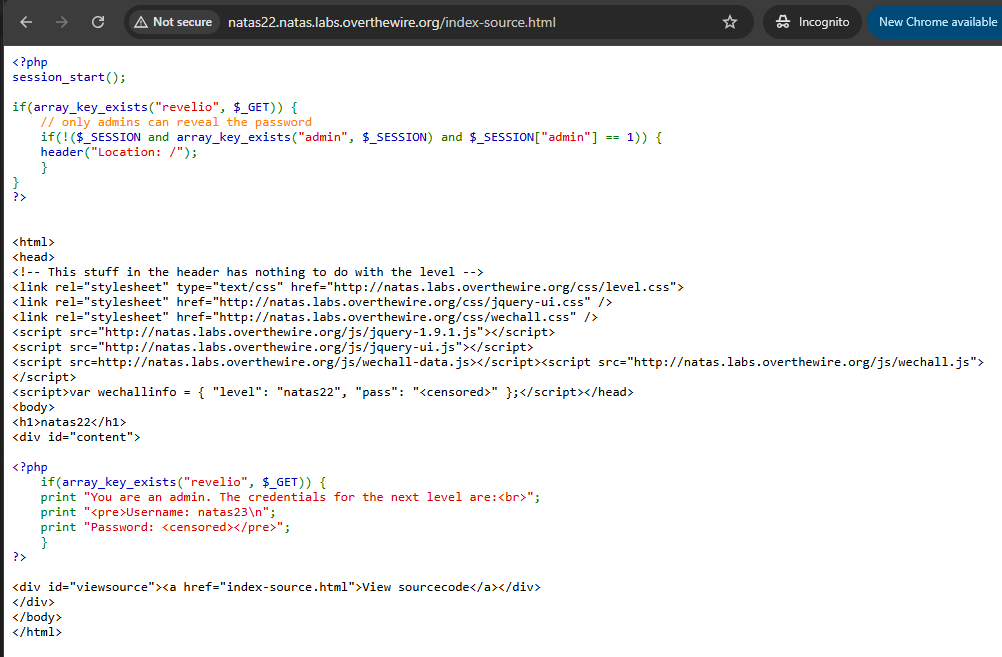 Not secure natas22.natas.labs.overthewire.org/index-source.html Incognito New Chrome available
<?php
session_start();
if(array_key_exists("revelio", $_GET)) {
// only admins can reveal the password
if(!($_SESSION and array_key_exists("admin", $_SESSION) and $_SESSION["admin"] == 1)) {
header("Location: /");
}
}
?>
<html>
<head>
<!-- This stuff in the header has nothing to do with the level -->
<link rel="stylesheet" type="text/css" href="http://natas.labs.overthewire.org/css/level.css">
<link rel="stylesheet" href="http://natas.labs.overthewire.org/css/jquery-ui.css" />
<link rel="stylesheet" href="http://natas.labs.overthewire.org/css/wechall.css" />
<script src="http://natas.labs.overthewire.org/js/jquery-1.9.1.js"></script>
<script src="http://natas.labs.overthewire.org/js/jquery-ui.js"></script>
<script src=http://natas.labs.overthewire.org/js/wechall-data.js></script><script src="http://natas.labs.overthewire.org/js/wechall.js">
</script>
<script>var wechallinfo = { "level": "natas22", "pass": "<censored>" };</script></head>
<body>
<h1>natas22</h1>
<div id="content">
<?php
if(array_key_exists("revelio", $_GET)) {
print "You are an admin. The credentials for the next level are:<br>";
print "<pre>Username: natas23\n";
print "Password: <censored></pre>";
}
?>
<div id="viewsource"><a href="index-source.html">View sourcecode</a></div>
</div>
</body>
</html>